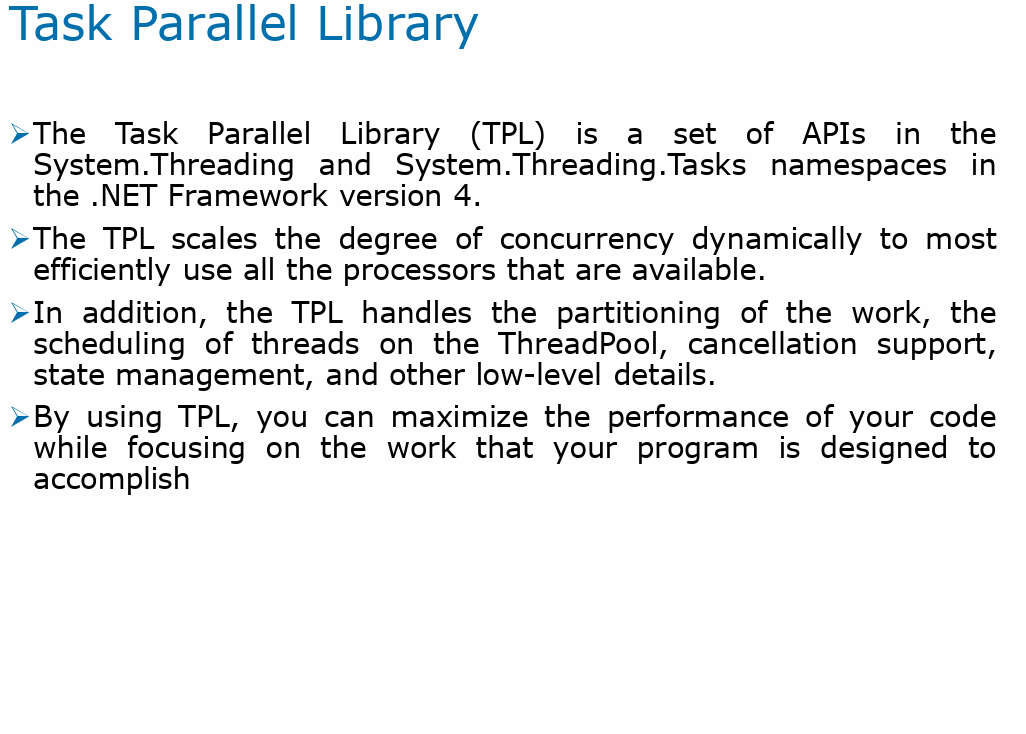 Task Parallel Library
➢The Task Parallel Library (TPL) is a set of APIs in the
System.Threading and System.Threading.Tasks namespaces in
the .NET Framework version 4.
➢The TPL scales the degree of concurrency dynamically to most
efficiently use all the processors that are available.
➢In addition, the TPL handles the partitioning of the work, the
scheduling of threads on the ThreadPool, cancellation support,
state management, and other low-level details.
➢By using TPL, you can maximize the performance of your code
while focusing on the work that your program is designed to
accomplish